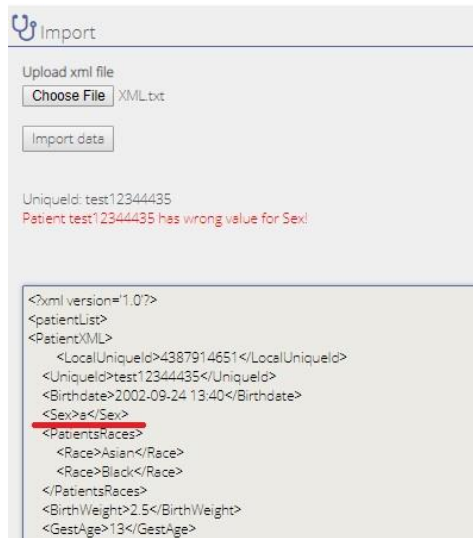 Import
Upload xml file
Choose File XML.txt
Import data
UniqueId: test12344435
Patient test12344435 has wrong value for Sex!
<?xml version='1.0'?>
<patientList>
<PatientXML>
<LocalUniqueId>4387914651</LocalUniqueId>
<UniqueId>test12344435</UniqueId>
<Birthdate>2002-09-24 13:40</Birthdate>
<Sex>a</Sex>
<PatientsRaces>
<Race>Asian</Race>
<Race>Black</Race>
</PatientsRaces>
<BirthWeight>2.5</BirthWeight>
<GestAge>13</GestAge>